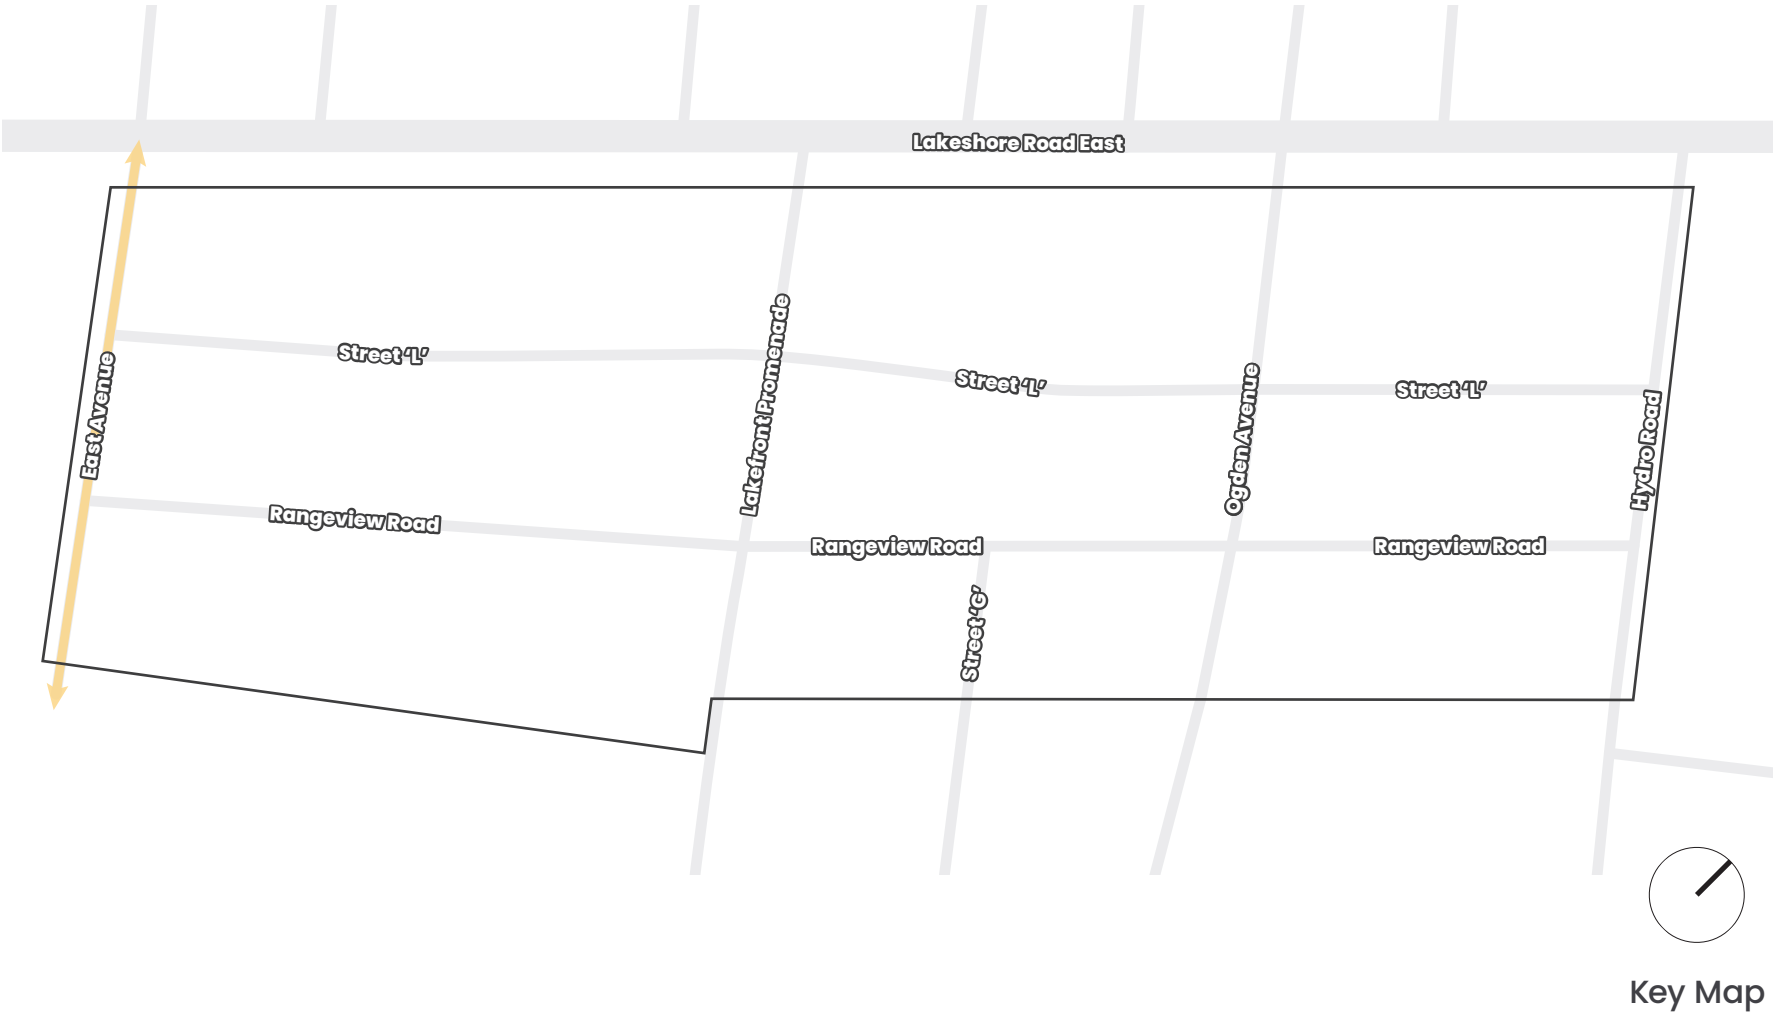 Lakeshore Road East
Lakefront Promenade
Street ‘L’
East Avenue
Street ‘L’
Ogden Avenue
Street ‘L’
Hydro Road
Rangeview Road
Rangeview Road
Rangeview Road
Street ‘G’
Key Map